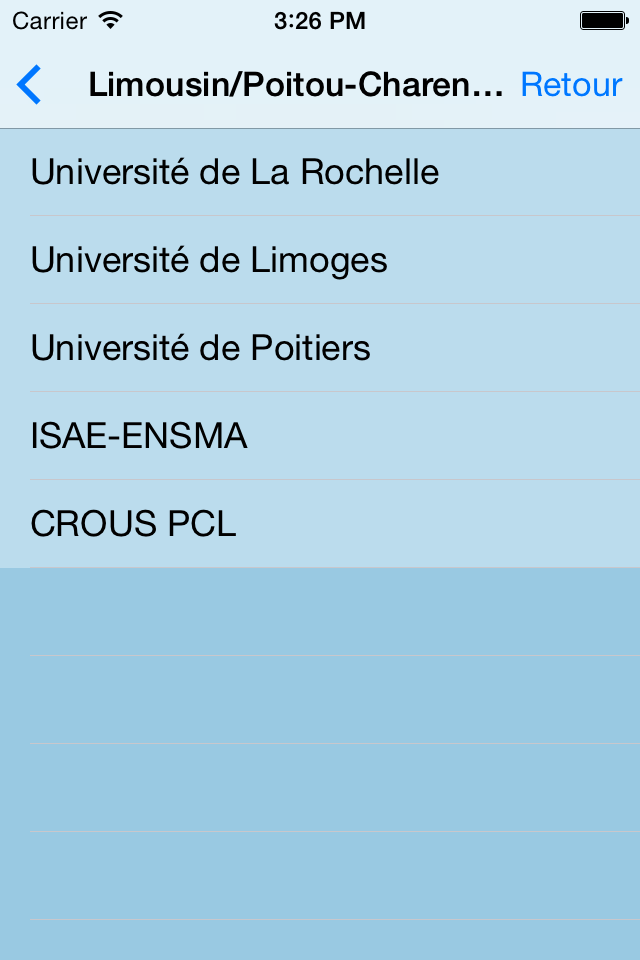 Carrier 3:26 PM
Limousin/Poitou-Charen... Retour
Université de La Rochelle
Université de Limoges
Université de Poitiers
ISAE-ENSMA
CROUS PCL